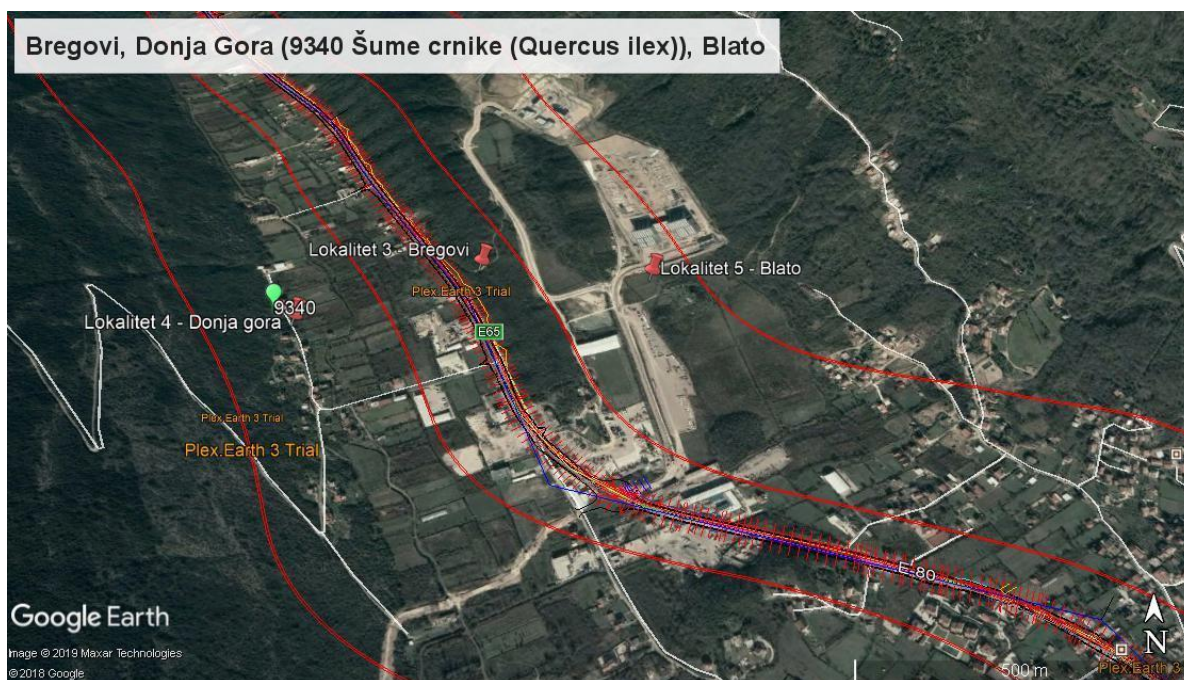 Bregovi, Donja Gora (9340 Šume crnike (Quercus ilex)), Blato
Lokalitet 3 - Bregovi
Lokalitet 5 - Blato
Plex.Earth 3 Trial
9340
Lokalitet 4 - Donja gora
E65
Plex.Earth 3 Trial
Plex.Earth 3 Trial
E-80
Google Earth
N
Image © 2019 Maxar Technologies
500 m
Plex.Earth 3
© 2018 Google